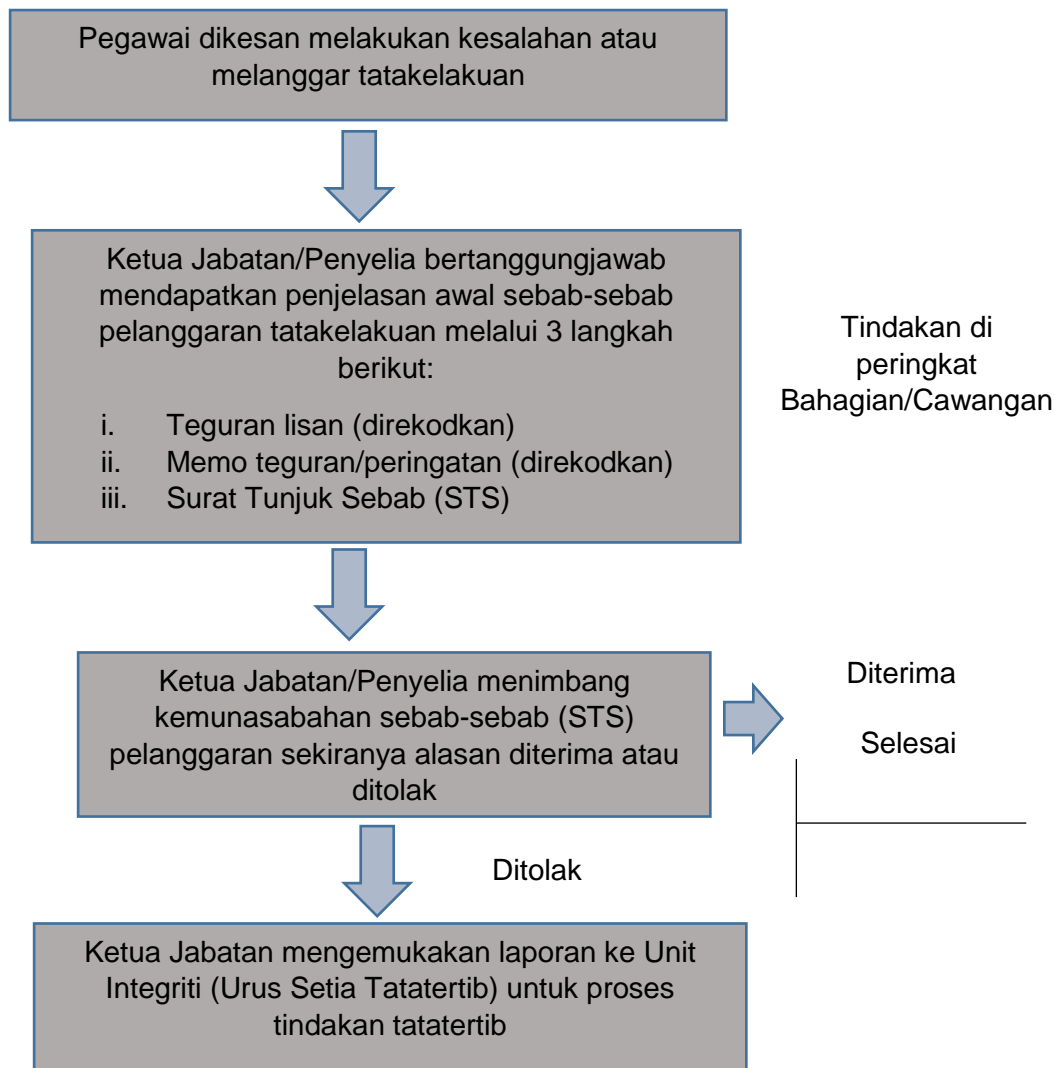 Pegawai dikesan melakukan kesalahan atau
melanggar tatakelakuan
Ketua Jabatan/Penyelia bertanggungjawab
mendapatkan penjelasan awal sebab-sebab
pelanggaran tatakelakuan melalui 3 langkah
berikut:
i. Teguran lisan (direkodkan)
ii. Memo teguran/peringatan (direkodkan)
iii. Surat Tunjuk Sebab (STS)
Tindakan di
peringkat
Bahagian/Cawangan
Ketua Jabatan/Penyelia menimbang
kemunasabahan sebab-sebab (STS)
pelanggaran sekiranya alasan diterima atau
ditolak
Diterima
Selesai
Ditolak
Ketua Jabatan mengemukakan laporan ke Unit
Integriti (Urus Setia Tatatertib) untuk proses
tindakan tatatertib